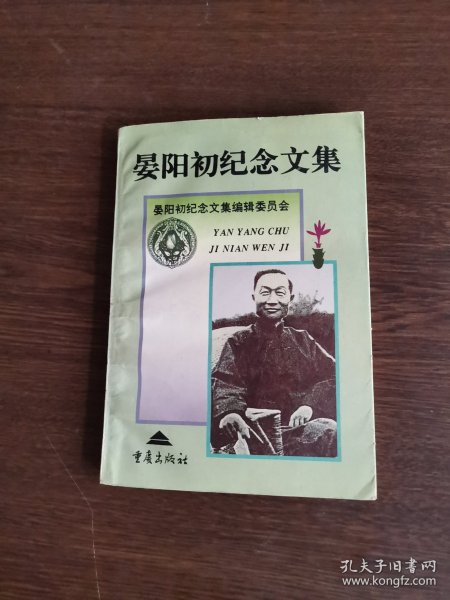 晏阳初纪念文集
晏阳初纪念文集编辑委员会
YAN YANG CHU
JI NIAN WEN JI
重庆出版社
孔夫子旧书网
www.kongfz.com